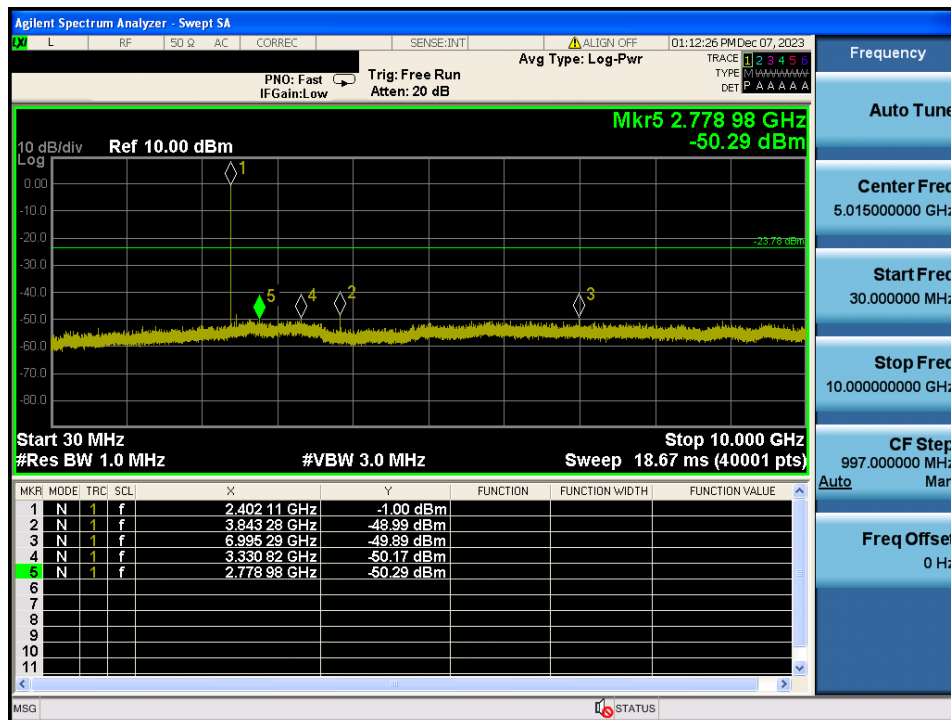 Agilent Spectrum Analyzer - Swept SA
LXI L RF 50 Ω AC CORREC SENSE:INT ALIGN OFF 01:12:26 PM Dec 07, 2023
Frequency
PNO: Fast
IFGain:Low
Trig: Free Run
Atten: 20 dB
Avg Type: Log-Pwr
TRACE 1 2 3 4 5 6
TYPE M WWWWW
DET P A A A A A
Auto Tune
Mkr5 2.778 98 GHz
-50.29 dBm
10 dB/div
Log
Ref 10.00 dBm
0.00
-10.0
-20.0
-30.0
-40.0
-50.0
-60.0
-70.0
-80.0
1
5
4
2
3
-23.78 dBm
Center Freq
5.015000000 GHz
Start Freq
30.000000 MHz
Stop Freq
10.000000000 GHz
Start 30 MHz
Stop 10.000 GHz
#Res BW 1.0 MHz
#VBW 3.0 MHz
Sweep 18.67 ms (40001 pts)
CF Step
997.000000 MHz
Auto Man
Freq Offset
0 Hz
MKR MODE TRC SCL X Y FUNCTION FUNCTION WIDTH FUNCTION VALUE
1 N 1 f 2.402 11 GHz -1.00 dBm
2 N 1 f 3.843 28 GHz -48.99 dBm
3 N 1 f 6.995 29 GHz -49.89 dBm
4 N 1 f 3.330 82 GHz -50.17 dBm
5 N 1 f 2.778 98 GHz -50.29 dBm
6
7
8
9
10
11
MSG
STATUS